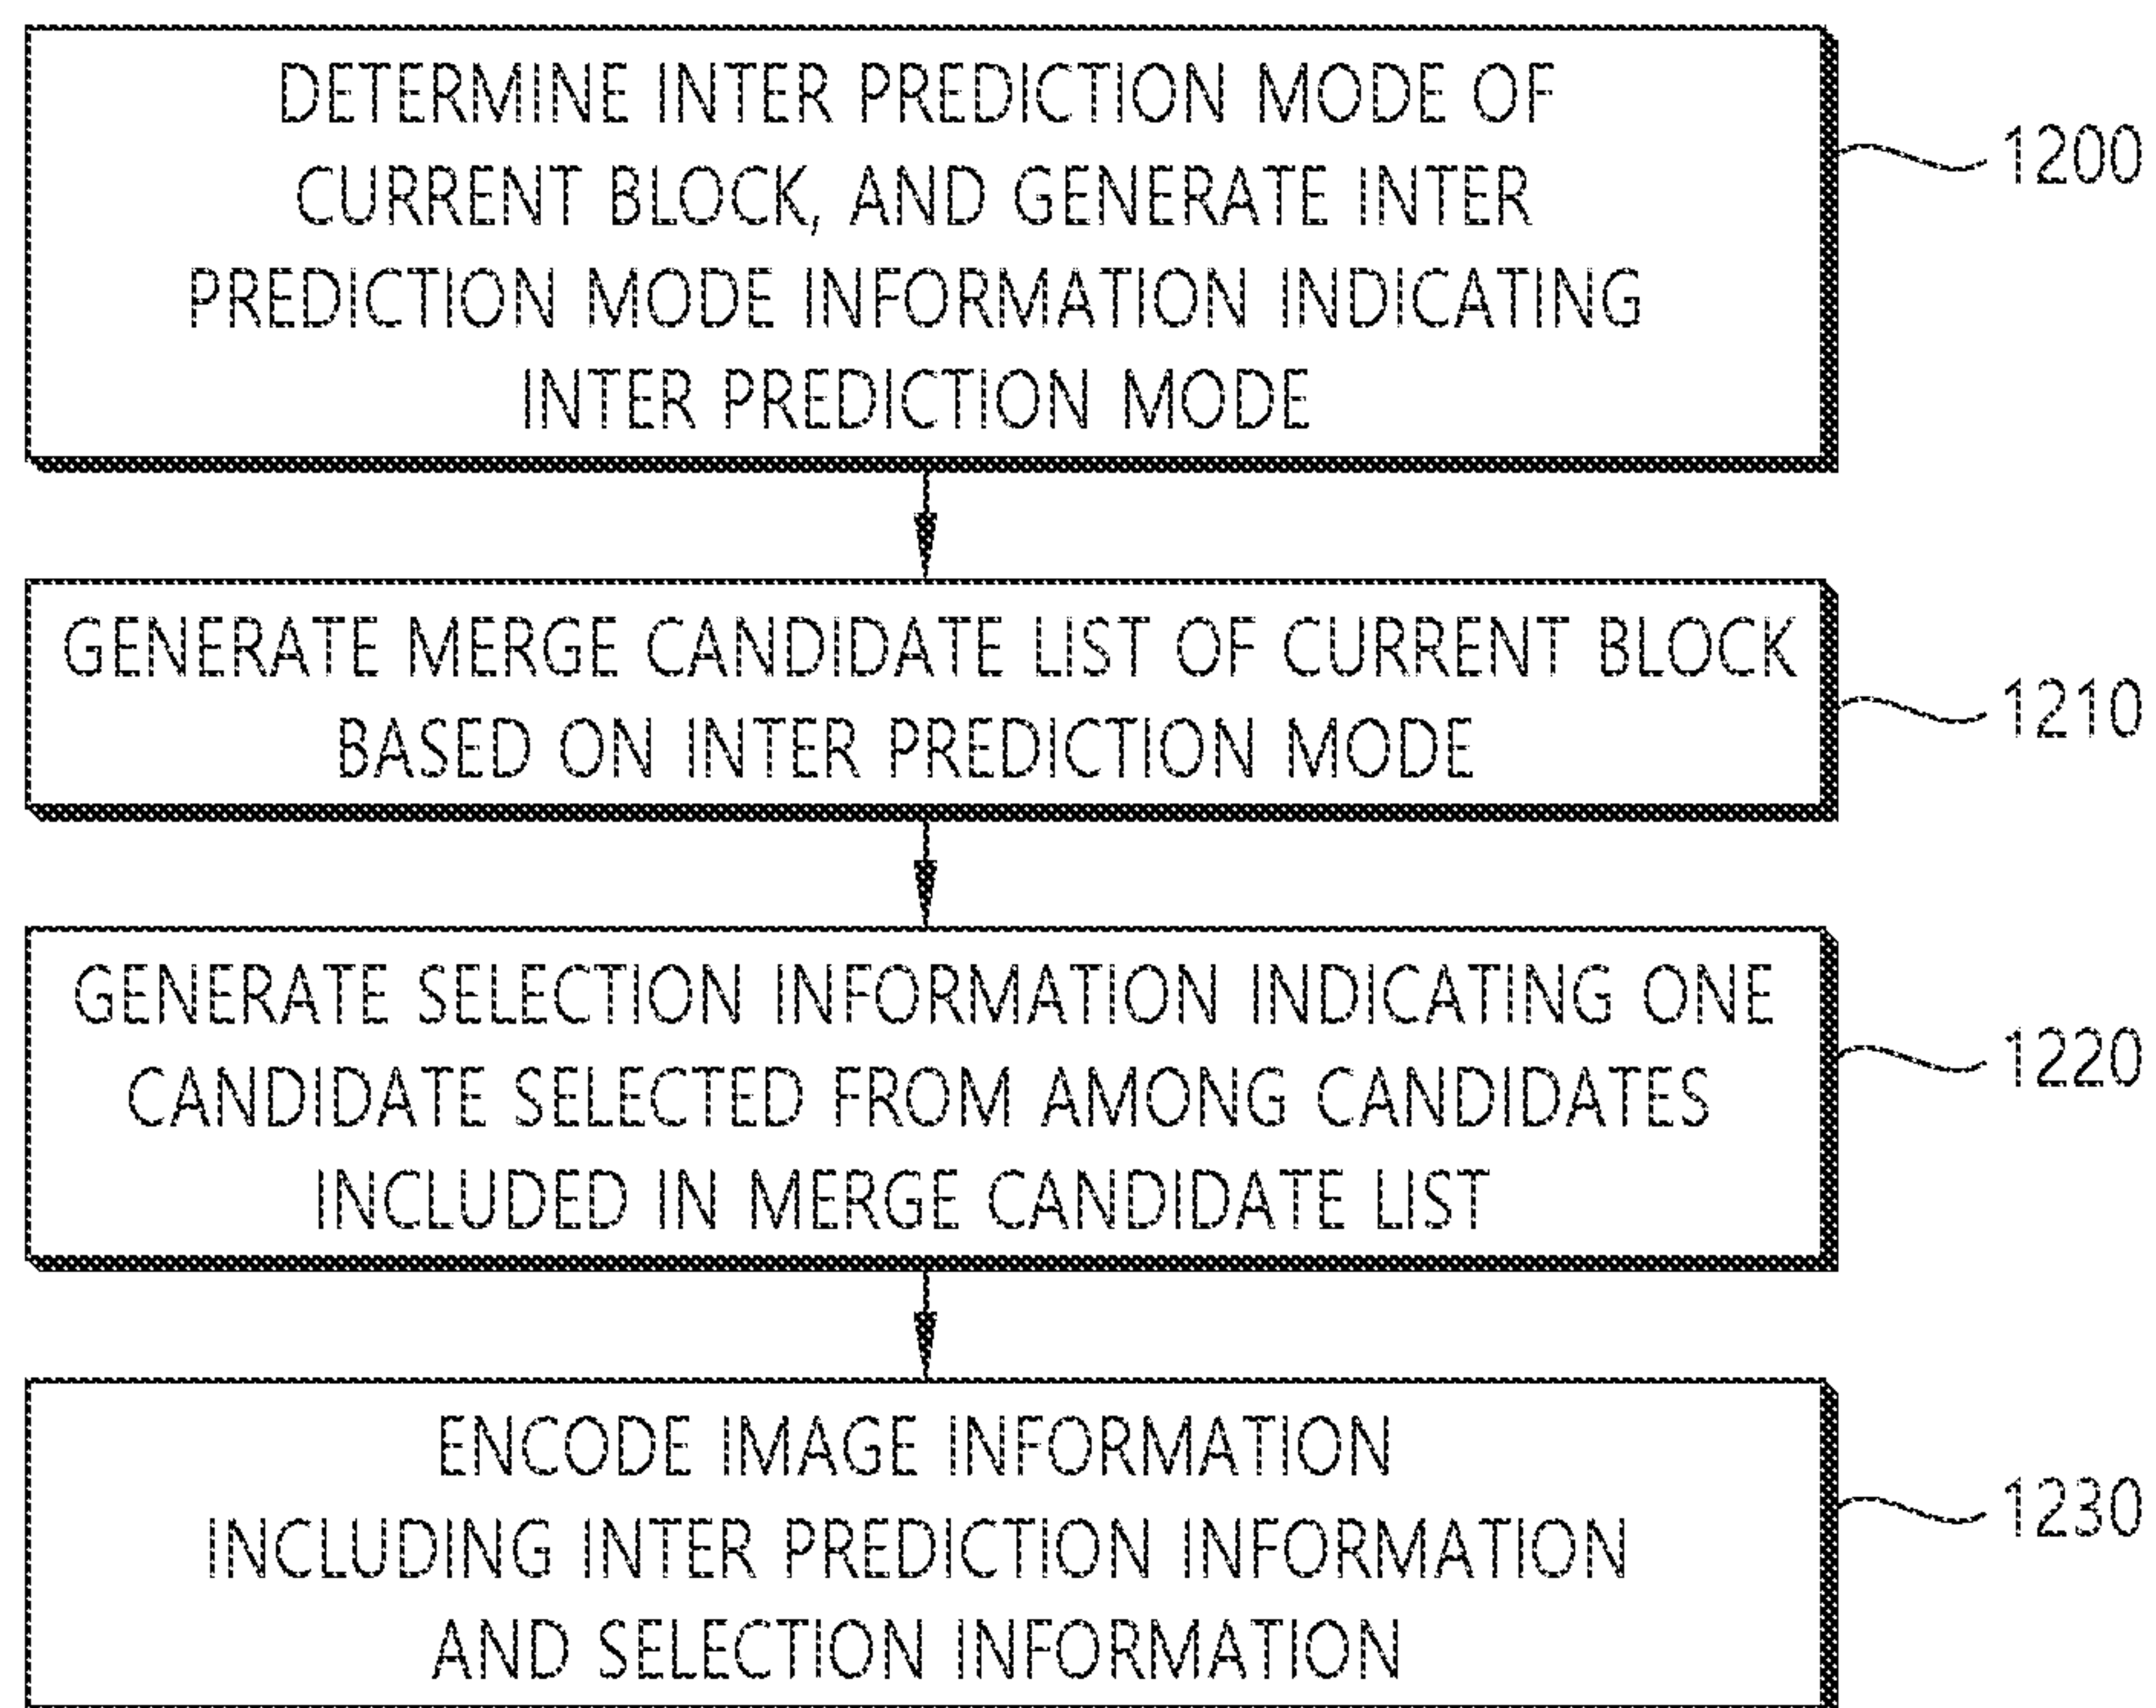 DETERMINE INTER PREDICTION MODE OF
CURRENT BLOCK, AND GENERATE INTER
PREDICTION MODE INFORMATION INDICATING
INTER PREDICTION MODE
1200
GENERATE MERGE CANDIDATE LIST OF CURRENT BLOCK
BASED ON INTER PREDICTION MODE
1210
GENERATE SELECTION INFORMATION INDICATING ONE
CANDIDATE SELECTED FROM AMONG CANDIDATES
INCLUDED IN MERGE CANDIDATE LIST
1220
ENCODE IMAGE INFORMATION
INCLUDING INTER PREDICTION INFORMATION
AND SELECTION INFORMATION
1230